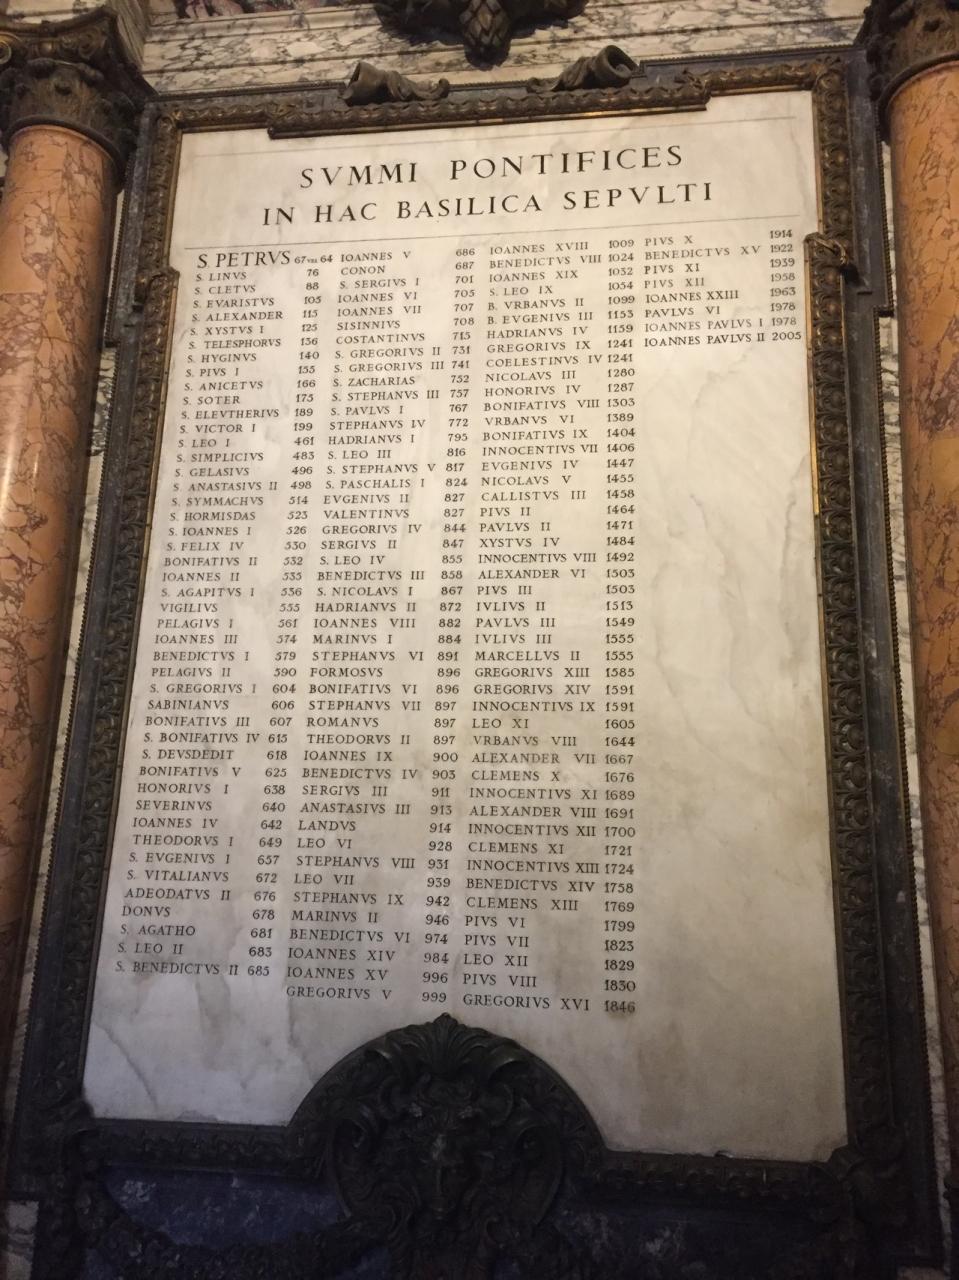 SVMMI PONTIFICES
IN HAC BASILICA SEPVLTI
S. PETRVS 67 vel 64
S. LINVS 76
S. CLETVS 88
S. EVARISTVS 105
S. ALEXANDER 115
S. XYSTVS I 125
S. TELESPHORVS 136
S. HYGINVS 140
S. PIVS I 155
S. ANICETVS 166
S. SOTER 175
S. ELEVTHERIVS 189
S. VICTOR I 199
S. LEO I 461
S. SIMPLICIVS 483
S. GELASIVS 496
S. ANASTASIVS II 498
S. SYMMACHVS 514
S. HORMISDAS 523
S. IOANNES I 526
S. FELIX IV 530
BONIFATIVS II 532
IOANNES II 535
S. AGAPITVS I 536
VIGILIVS 555
PELAGIVS I 561
IOANNES III 574
BENEDICTVS I 579
PELAGIVS II 590
S. GREGORIVS I 604
SABINIANVS 606
BONIFATIVS III 607
S. BONIFATIVS IV 615
S. DEVSDEDIT 618
BONIFATIVS V 625
HONORIVS I 638
SEVERINVS 640
IOANNES IV 642
THEODORVS I 649
S. EVGENIVS I 657
S. VITALIANVS 672
ADEODATVS II 676
DONVS 678
S. AGATHO 681
S. LEO II 683
S. BENEDICTVS II 685
IOANNES V 686
CONON 687
S. SERGIVS I 701
IOANNES VI 705
IOANNES VII 707
SISINNIVS 708
COSTANTINVS 715
S. GREGORIVS II 731
S. GREGORIVS III 741
S. ZACHARIAS 752
S. STEPHANVS III 757
S. PAVLVS I 767
STEPHANVS IV 772
HADRIANVS I 795
S. LEO III 816
S. STEPHANVS V 817
S. PASCHALIS I 824
EVGENIVS II 827
VALENTINVS 827
GREGORIVS IV 844
SERGIVS II 847
S. LEO IV 855
BENEDICTVS III 858
S. NICOLAVS I 867
HADRIANVS II 872
IOANNES VIII 882
MARINVS I 884
STEPHANVS VI 891
FORMOSVS 896
BONIFATIVS VI 896
STEPHANVS VII 897
ROMANVS 897
THEODORVS II 897
IOANNES IX 900
BENEDICTVS IV 903
SERGIVS III 911
ANASTASIVS III 913
LANDVS 914
LEO VI 928
STEPHANVS VIII 931
LEO VII 939
STEPHANVS IX 942
MARINVS II 946
BENEDICTVS VI 974
IOANNES XIV 984
IOANNES XV 996
GREGORIVS V 999
IOANNES XVIII 1009
BENEDICTVS VIII 1024
IOANNES XIX 1032
S. LEO IX 1054
B. VRBANVS II 1099
B. EVGENIVS III 1153
HADRIANVS IV 1159
GREGORIVS IX 1241
COELESTINVS IV 1241
NICOLAVS III 1280
HONORIVS IV 1287
BONIFATIVS VIII 1303
VRBANVS VI 1389
BONIFATIVS IX 1404
INNOCENTIVS VII 1406
EVGENIVS IV 1447
NICOLAVS V 1455
CALLISTVS III 1458
PIVS II 1464
PAVLVS II 1471
XYSTVS IV 1484
INNOCENTIVS VIII 1492
ALEXANDER VI 1503
PIVS III 1503
IVLIVS II 1513
PAVLVS III 1549
IVLIVS III 1555
MARCELLVS II 1555
GREGORIVS XIII 1585
GREGORIVS XIV 1591
INNOCENTIVS IX 1591
LEO XI 1605
VRBANVS VIII 1644
ALEXANDER VII 1667
CLEMENS X 1676
INNOCENTIVS XI 1689
ALEXANDER VIII 1691
INNOCENTIVS XII 1700
CLEMENS XI 1721
INNOCENTIVS XIII 1724
BENEDICTVS XIV 1758
CLEMENS XIII 1769
PIVS VI 1799
PIVS VII 1823
LEO XII 1829
PIVS VIII 1830
GREGORIVS XVI 1846
PIVS X 1914
BENEDICTVS XV 1922
PIVS XI 1939
PIVS XII 1958
IOANNES XXIII 1963
PAVLVS VI 1978
IOANNES PAVLVS I 1978
IOANNES PAVLVS II 2005